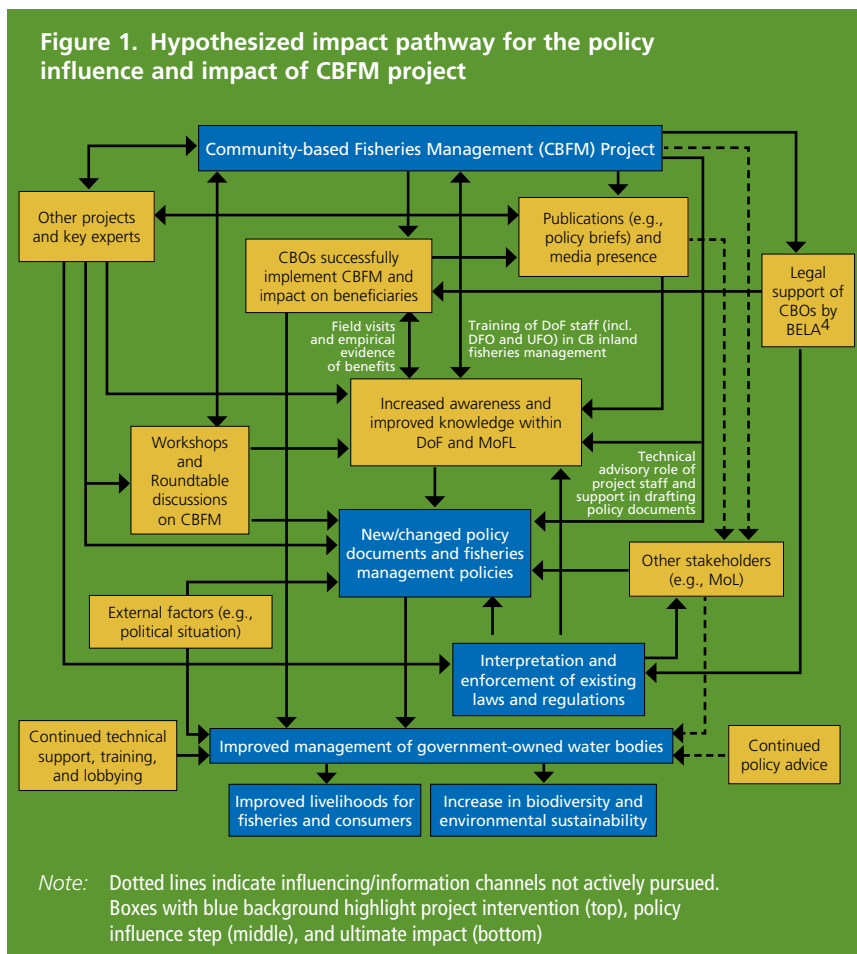 Figure 1. Hypothesized impact pathway for the policy
influence and impact of CBFM project
Community-based Fisheries Management (CBFM) Project
Other projects
and key experts
Publications (e.g.,
policy briefs) and
media presence
CBOs successfully
implement CBFM and
impact on beneficiaries
Legal
support of
CBOs by
BELA4
Field visits
and empirical
evidence
of benefits
Training of DoF staff (incl.
DFO and UFO) in CB inland
fisheries management
Increased awareness and
improved knowledge within
DoF and MoFL
Workshops
and
Roundtable
discussions
on CBFM
Technical
advisory role of
project staff and
support in drafting
policy documents
New/changed policy
documents and fisheries
management policies
Other stakeholders
(e.g., MoL)
External factors (e.g.,
political situation)
Interpretation and
enforcement of existing
laws and regulations
Continued technical
support, training,
and lobbying
Improved management of government-owned water bodies
Continued
policy advice
Improved livelihoods for
fisheries and consumers
Increase in biodiversity and
environmental sustainability
Note: Dotted lines indicate influencing/information channels not actively pursued.
Boxes with blue background highlight project intervention (top), policy
influence step (middle), and ultimate impact (bottom)